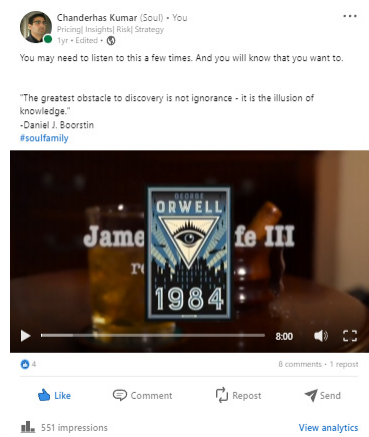 Chanderhas Kumar (Soul) • You
Pricing| Insights| Risk| Strategy
1yr • Edited •
You may need to listen to this a few times. And you will know that you want to.
"The greatest obstacle to discovery is not ignorance - it is the illusion of
knowledge."
-Daniel J. Boorstin
#soulfamily
GEORGE
ORWELL
Jame fe III
r
1984
8:00
4
8 comments • 1 repost
Like
Comment
Repost
Send
551 impressions
View analytics